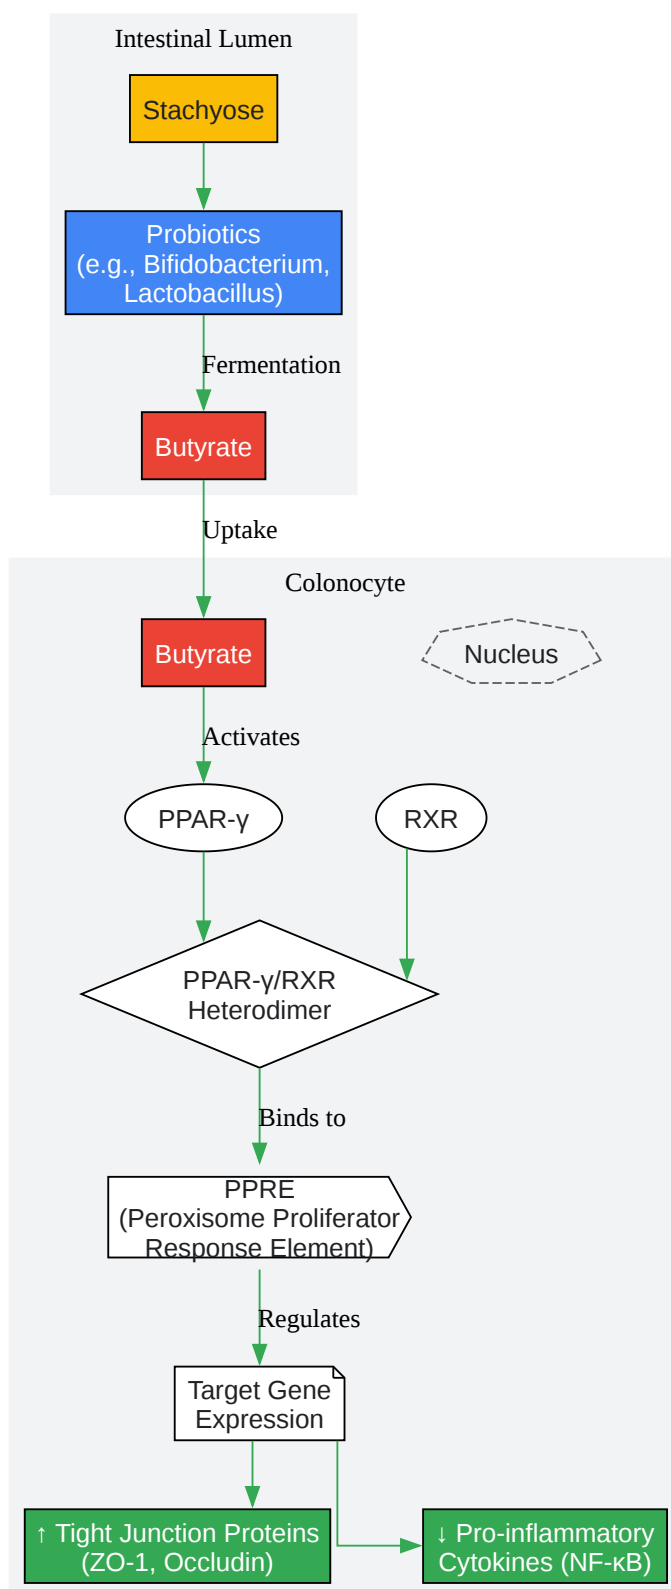 Intestinal Lumen
Stachyose
Probiotics
(e.g., Bifidobacterium,
Lactobacillus)
Fermentation
Butyrate
Uptake
Colonocyte
Butyrate
Nucleus
Activates
PPAR-γ
RXR
PPAR-γ/RXR
Heterodimer
Binds to
PPRE
(Peroxisome Proliferator
Response Element)
Regulates
Target Gene
Expression
↑ Tight Junction Proteins
(ZO-1, Occludin)
↓ Pro-inflammatory
Cytokines (NF-κB)